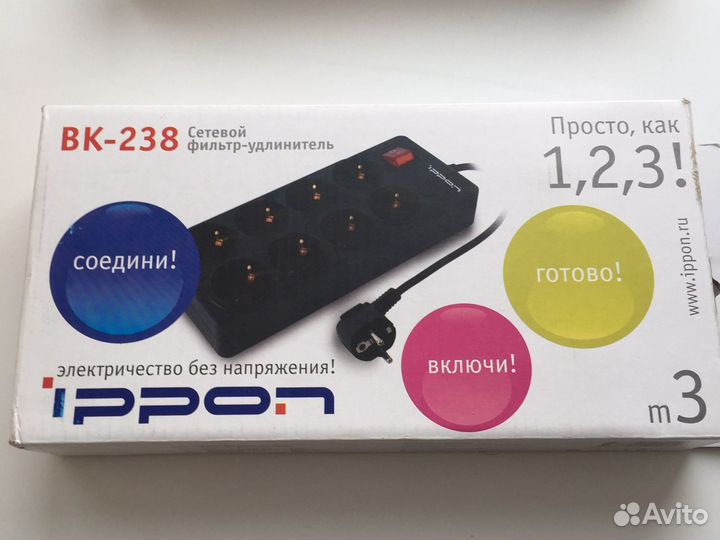 BK-238 Сетевой
фильтр-удлинитель
Просто, как
1,2,3!
ippon
соедини!
готово!
www.ippon.ru
включи!
электричество без напряжения!
ippon
m3
Avito